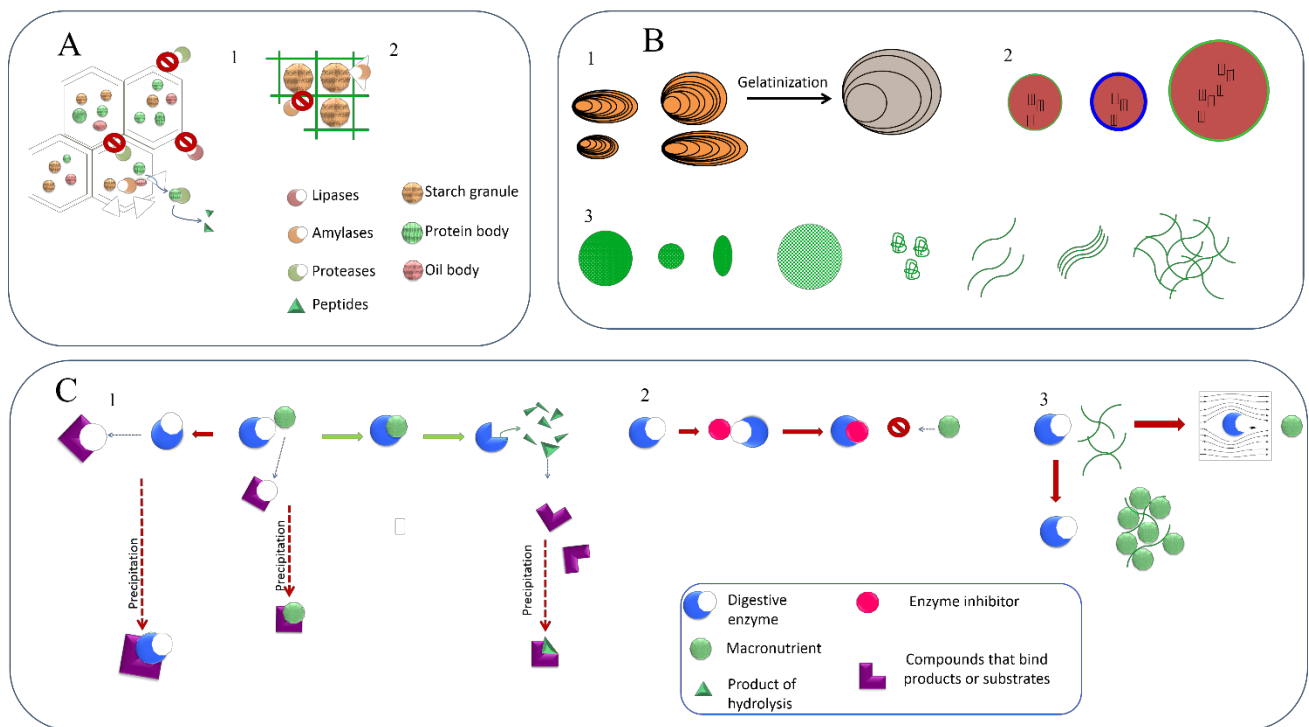 A
1
2
Lipases
Starch granule
Amylases
Protein body
Proteases
Oil body
Peptides
B
1
Gelatinization
2
3
C
1
2
3
Precipitation
Precipitation
Precipitation
Digestive
enzyme
Enzyme inhibitor
Macronutrient
Compounds that bind
products or substrates
Product of
hydrolysis